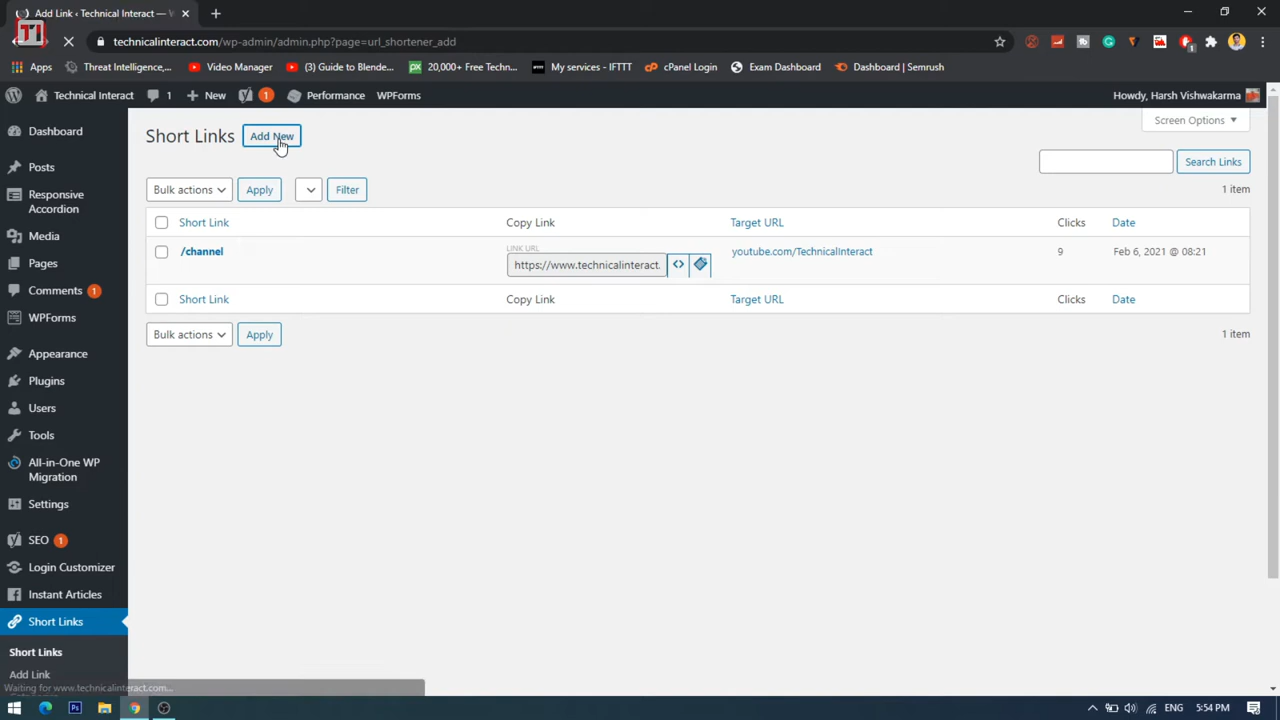 Add Link ‹ Technical Interact — W
technicalinteract.com/wp-admin/admin.php?page=url_shortener_add
Apps
Threat Intelligence,...
Video Manager
(3) Guide to Blende...
20,000+ Free Techn...
My services - IFTTT
cPanel Login
Exam Dashboard
Dashboard | Semrush
Technical Interact
1
New
1
Performance
WPForms
Howdy, Harsh Vishwakarma
Dashboard
Posts
Responsive
Accordion
Media
Pages
Comments 1
WPForms
Appearance
Plugins
Users
Tools
All-in-One WP
Migration
Settings
SEO 1
Login Customizer
Instant Articles
Short Links
Short Links
Add Link
Waiting for www.technicalinteract.com...
Short Links
Add New
Screen Options
Search Links
Bulk actions
Apply
Filter
1 item
Short Link
Copy Link
Target URL
Clicks
Date
/channel
LINK URL
https://www.technicalinteract.
youtube.com/TechnicalInteract
9
Feb 6, 2021 @ 08:21
Short Link
Copy Link
Target URL
Clicks
Date
Bulk actions
Apply
1 item
ENG
5:54 PM